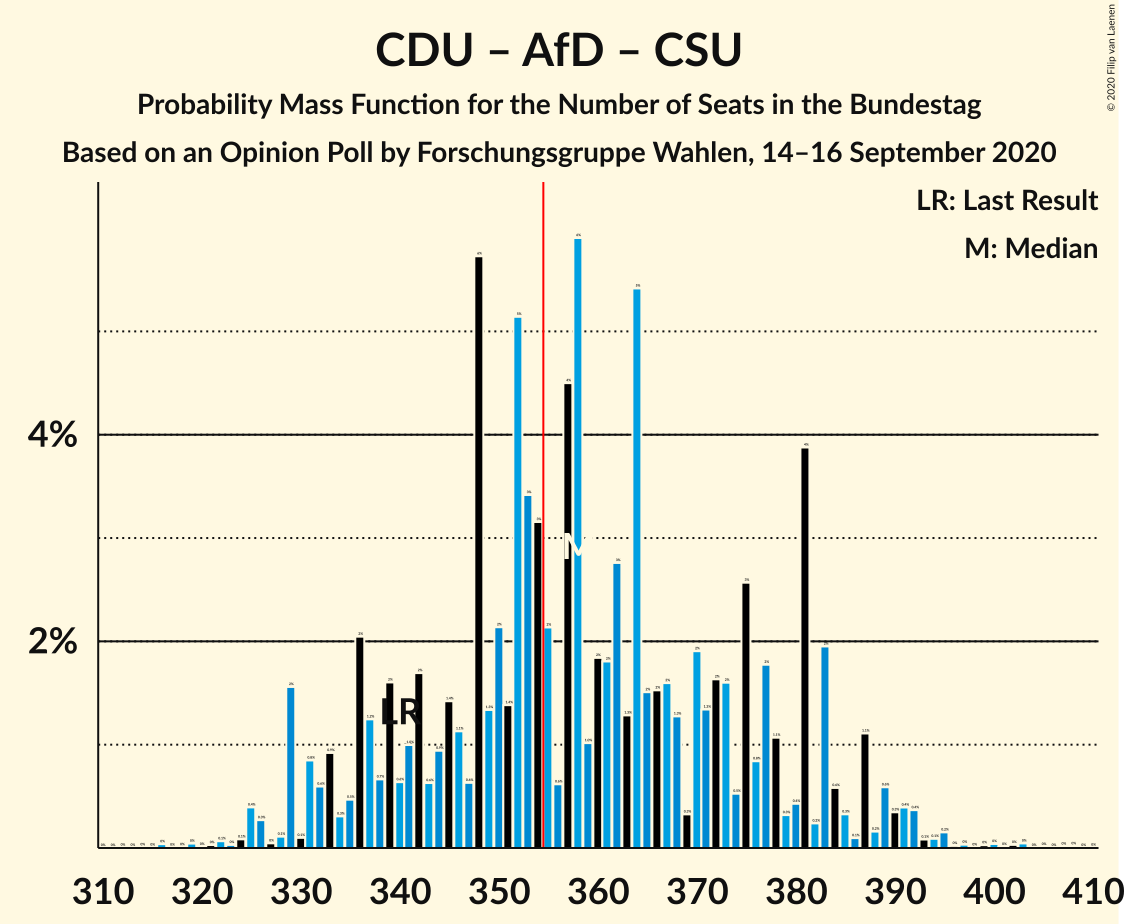 CDU – AfD – CSU
Probability Mass Function for the Number of Seats in the Bundestag
Based on an Opinion Poll by Forschungsgruppe Wahlen, 14–16 September 2020
© 2020 Filip van Laenen
LR: Last Result
M: Median
4%
2%
LR
M
310 320 330 340 350 360 370 380 390 400 410